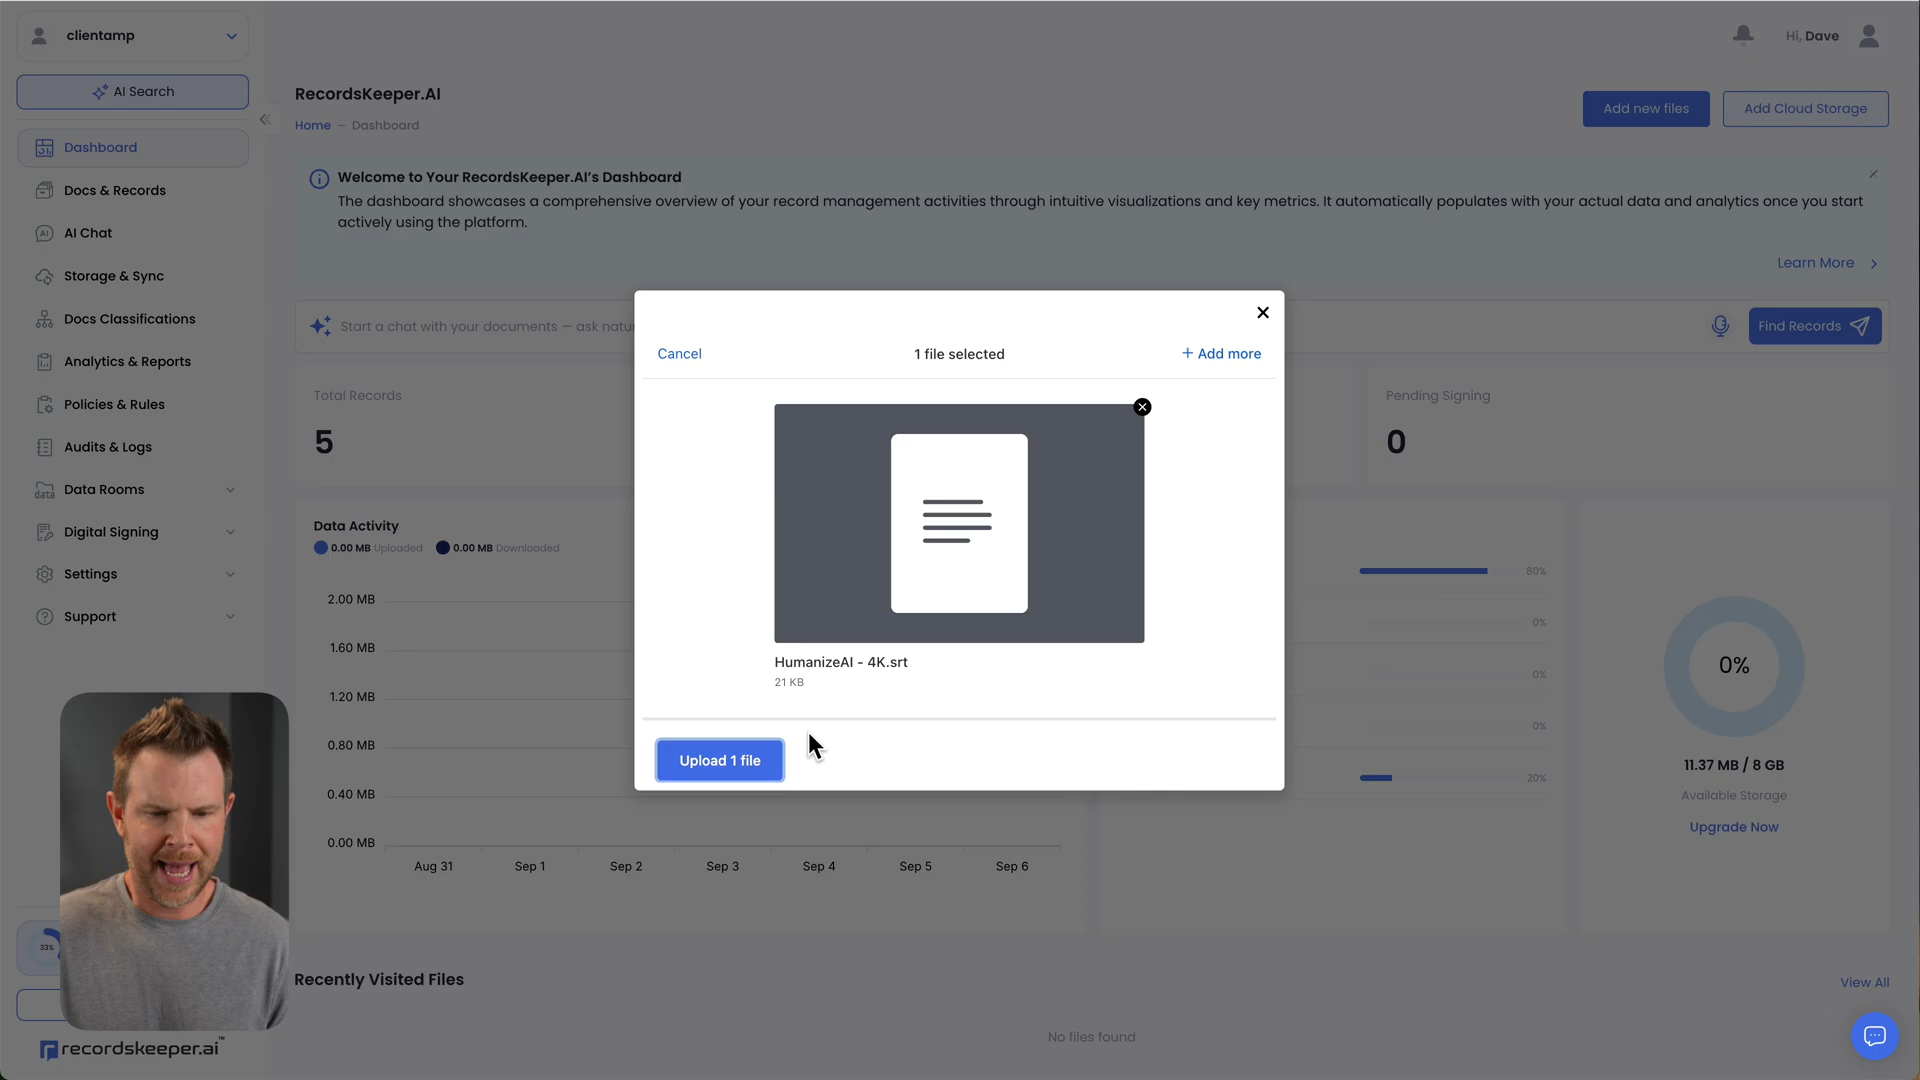 clientamp
Hi, Dave
AI Search
RecordsKeeper.AI
Add new files
Add Cloud Storage
Home – Dashboard
Dashboard
Docs & Records
AI Chat
Storage & Sync
Docs Classifications
Analytics & Reports
Policies & Rules
Audits & Logs
Data Rooms
Digital Signing
Settings
Support
Welcome to Your RecordsKeeper.AI's Dashboard
The dashboard showcases a comprehensive overview of your record management activities through intuitive visualizations and key metrics. It automatically populates with your actual data and analytics once you start
actively using the platform.
Learn More
Start a chat with your documents — ask
Find Records
Cancel
1 file selected
+ Add more
HumanizeAI - 4K.srt
21 KB
Upload 1 file
Total Records
5
Pending Signing
0
Data Activity
0.00 MB Uploaded
0.00 MB Downloaded
2.00 MB
1.60 MB
1.20 MB
0.80 MB
0.40 MB
0.00 MB
Aug 31
Sep 1
Sep 2
Sep 3
Sep 4
Sep 5
Sep 6
80%
0%
0%
0%
20%
0%
11.37 MB / 8 GB
Available Storage
Upgrade Now
33%
Recently Visited Files
View All
No files found
recordskeeper.ai™